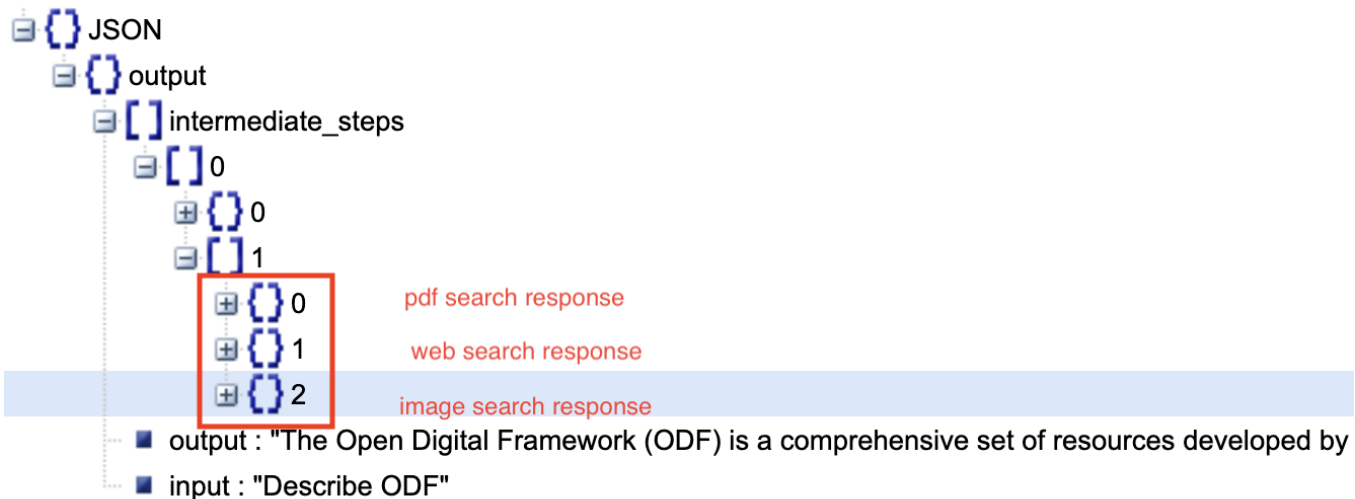 JSON
output
intermediate_steps
0
0
1
0 pdf search response
1 web search response
2 image search response
output : "The Open Digital Framework (ODF) is a comprehensive set of resources developed by
input : "Describe ODF"